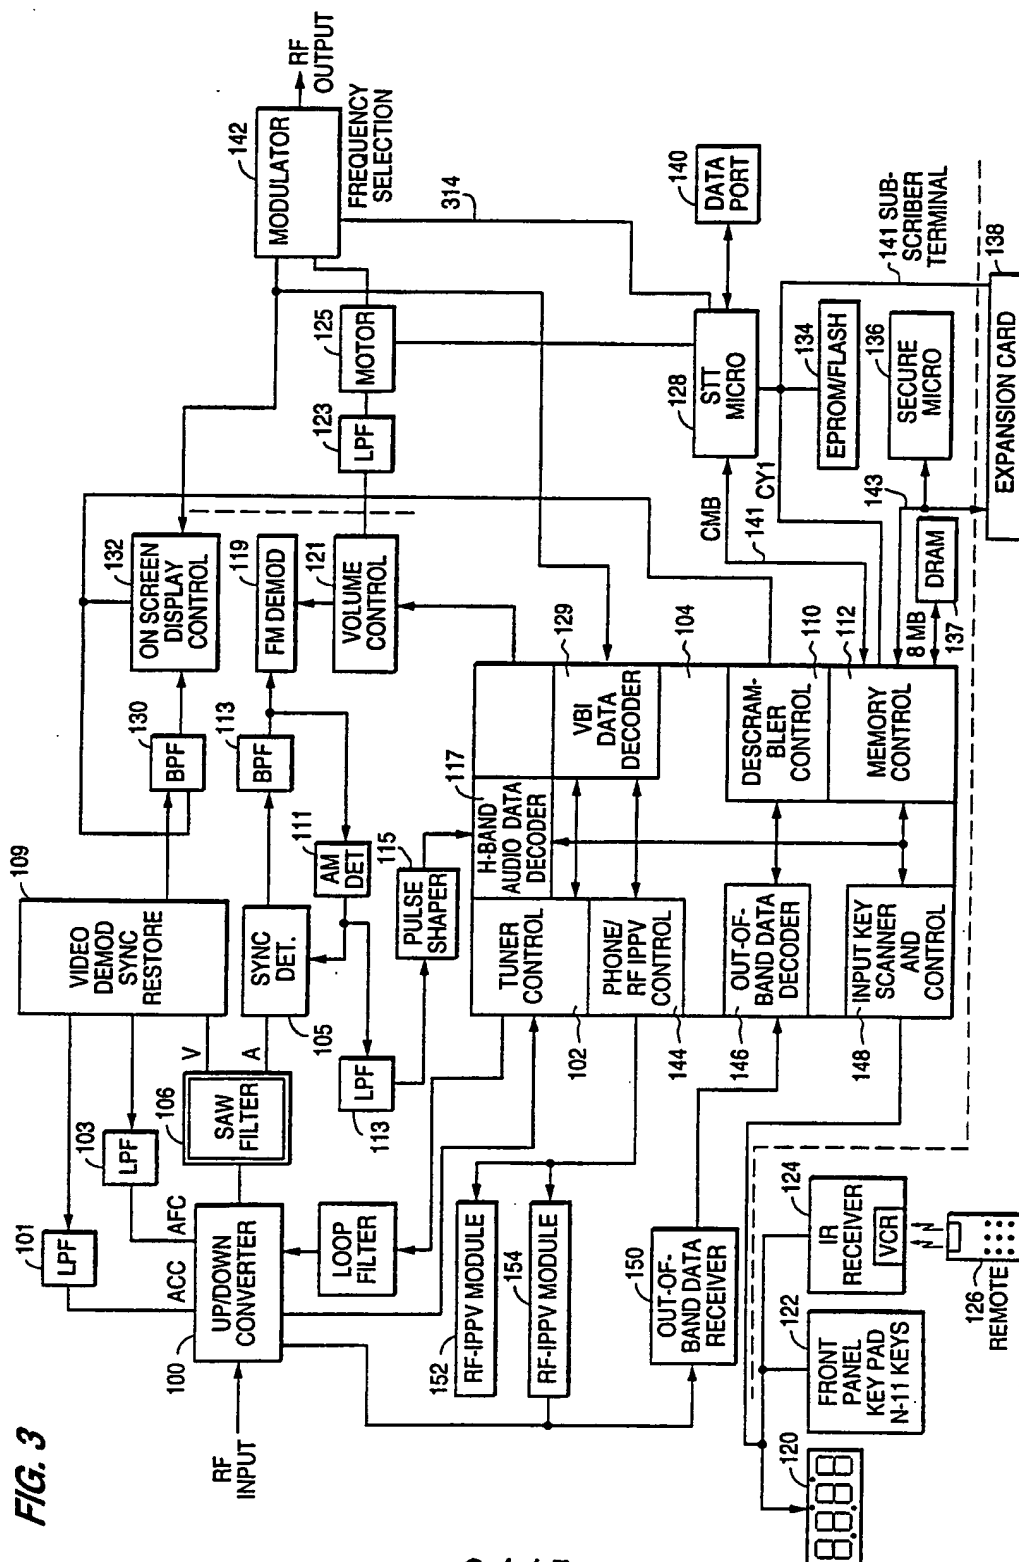 FIG. 3
RF
INPUT
100
UP/DOWN
CONVERTER
ACC
AFC
101
LPF
103
LPF
106
SAW
FILTER
V
A
109
VIDEO
DEMOD
SYNC
RESTORE
105
SYNC
DET.
111
AM
DET
113
LPF
115
PULSE
SHAPER
130
BPF
113
BPF
132
ON SCREEN
DISPLAY
CONTROL
119
FM DEMOD
121
VOLUME
CONTROL
123
LPF
125
MOTOR
142
MODULATOR
RF
OUTPUT
FREQUENCY
SELECTION
314
LOOP
FILTER
152
RF-IPPV MODULE
154
RF-IPPV MODULE
150
OUT-OF-
BAND DATA
RECEIVER
TUNER
CONTROL
102
PHONE/
RF IPPV
CONTROL
144
OUT-OF-
BAND DATA
DECODER
146
INPUT KEY
SCANNER
AND
CONTROL
148
117
H-BAND
AUDIO DATA
DECODER
VBI
DATA
DECODER
129
104
DESCRAM-
BLER
CONTROL
110
MEMORY
CONTROL
112
CMB
141
CY1
128
STT
MICRO
140
DATA
PORT
134
EPROM/FLASH
136
SECURE
MICRO
143
8 MB
DRAM
137
141 SUB-
SCRIBER
TERMINAL
138
EXPANSION CARD
120
8.8.8.8
122
FRONT
PANEL
KEY PAD
N-11 KEYS
124
IR
RECEIVER
VCR
126
REMOTE